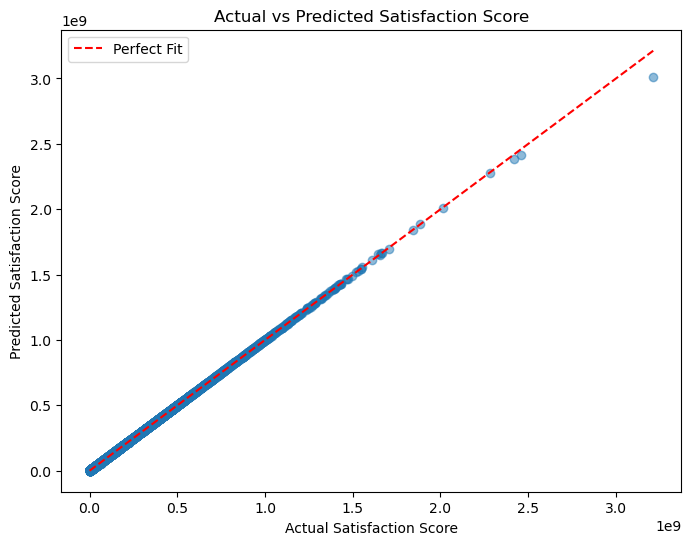 Actual vs Predicted Satisfaction Score
1e9
Perfect Fit
3.0
2.5
2.0
1.5
1.0
0.5
0.0
Predicted Satisfaction Score
0.0 0.5 1.0 1.5 2.0 2.5 3.0
1e9
Actual Satisfaction Score